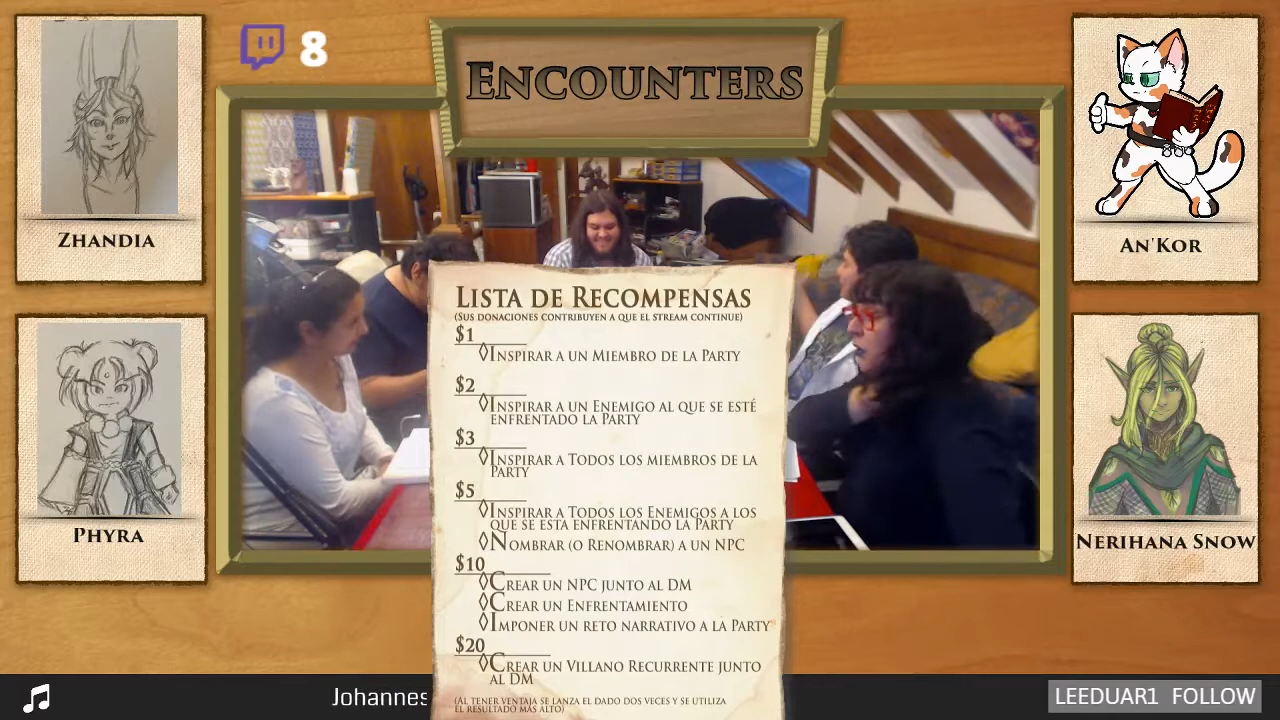 8
ENCOUNTERS
ZHANDIA
AN'KOR
PHYRA
NERIHANA SNOW
LISTA DE RECOMPENSAS
(SUS DONACIONES CONTRIBUYEN A QUE EL STREAM CONTINUE)
$1
◊INSPIRAR A UN MIEMBRO DE LA PARTY
$2
◊INSPIRAR A UN ENEMIGO AL QUE SE ESTÉ
ENFRENTADO LA PARTY
$3
◊INSPIRAR A TODOS LOS MIEMBROS DE LA
PARTY
$5
◊INSPIRAR A TODOS LOS ENEMIGOS A LOS
QUE SE ESTA ENFRENTANDO LA PARTY
◊NOMBRAR (O RENOMBRAR) A UN NPC
$10
◊CREAR UN NPC JUNTO AL DM
◊CREAR UN ENFRENTAMIENTO
◊IMPONER UN RETO NARRATIVO A LA PARTY
$20
◊CREAR UN VILLANO RECURRENTE JUNTO
AL DM
(AL TENER VENTAJA SE LANZA EL DADO DOS VECES Y SE UTILIZA
EL RESULTADO MÁS ALTO)
Johannes
LEEDUAR1 FOLLOW